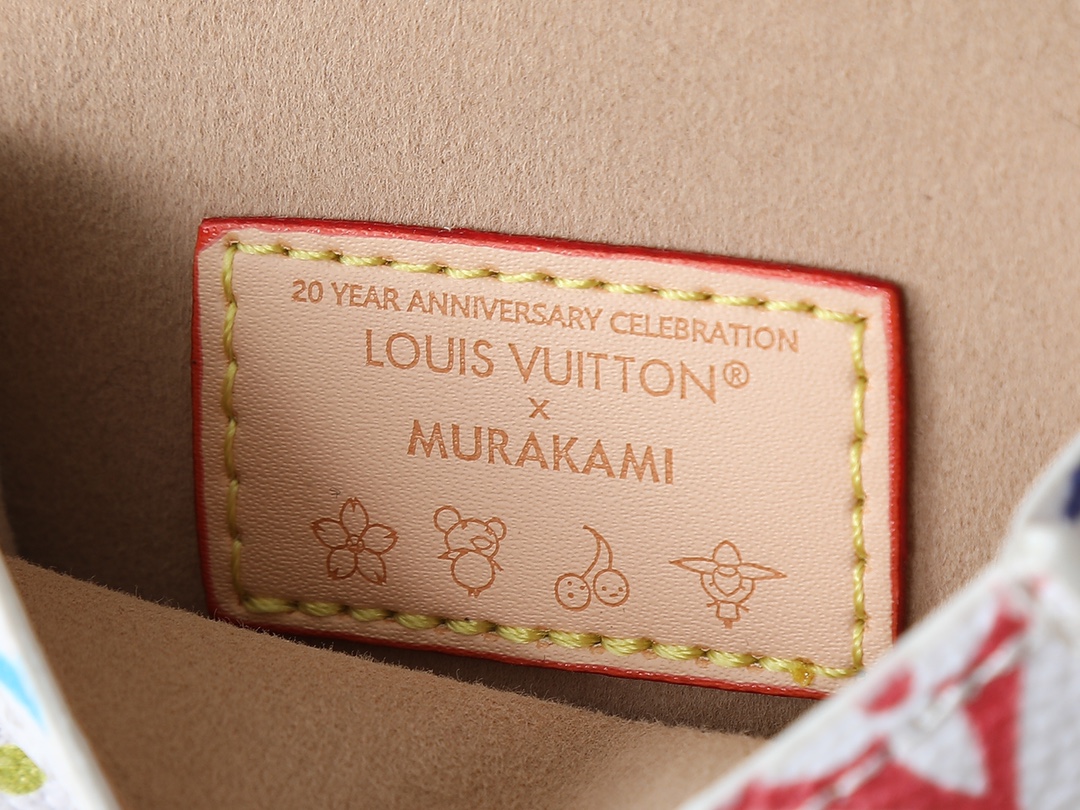 20 YEAR ANNIVERSARY CELEBRATION
LOUIS VUITTON®
x
MURAKAMI